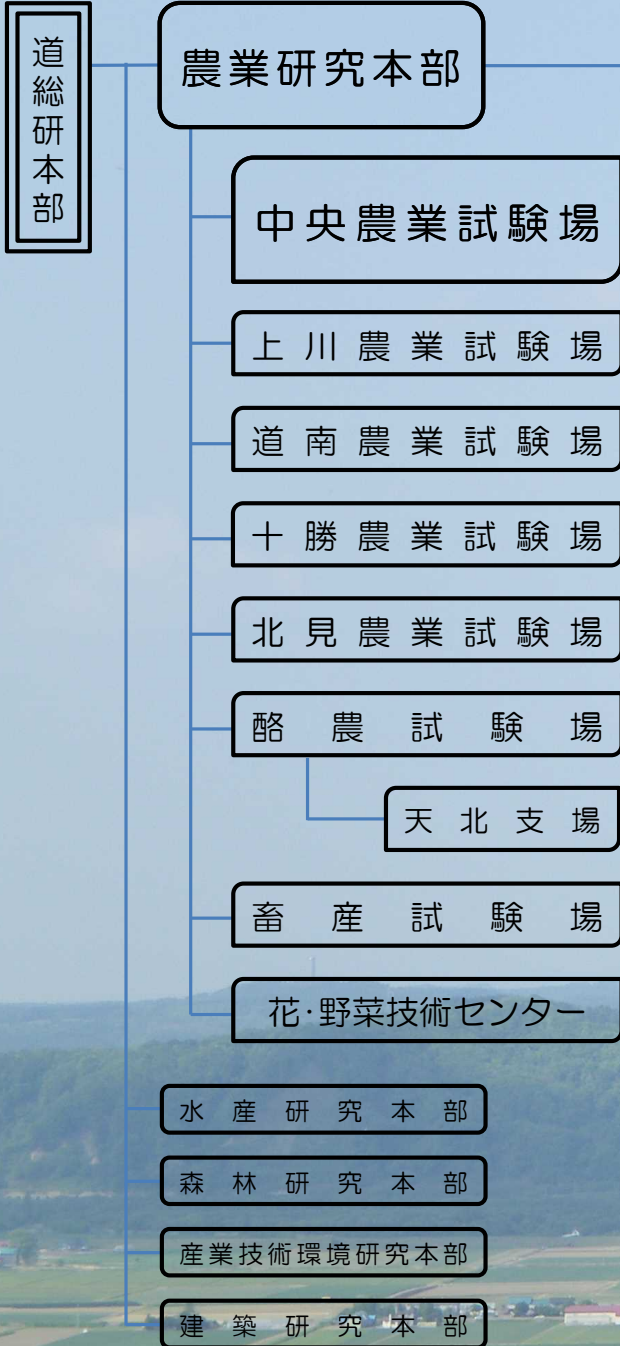 道総研本部
農業研究本部
中央農業試験場
上川農業試験場
道南農業試験場
十勝農業試験場
北見農業試験場
酪農試験場
天北支場
畜産試験場
花・野菜技術センター
水産研究本部
森林研究本部
産業技術環境研究本部
建築研究本部